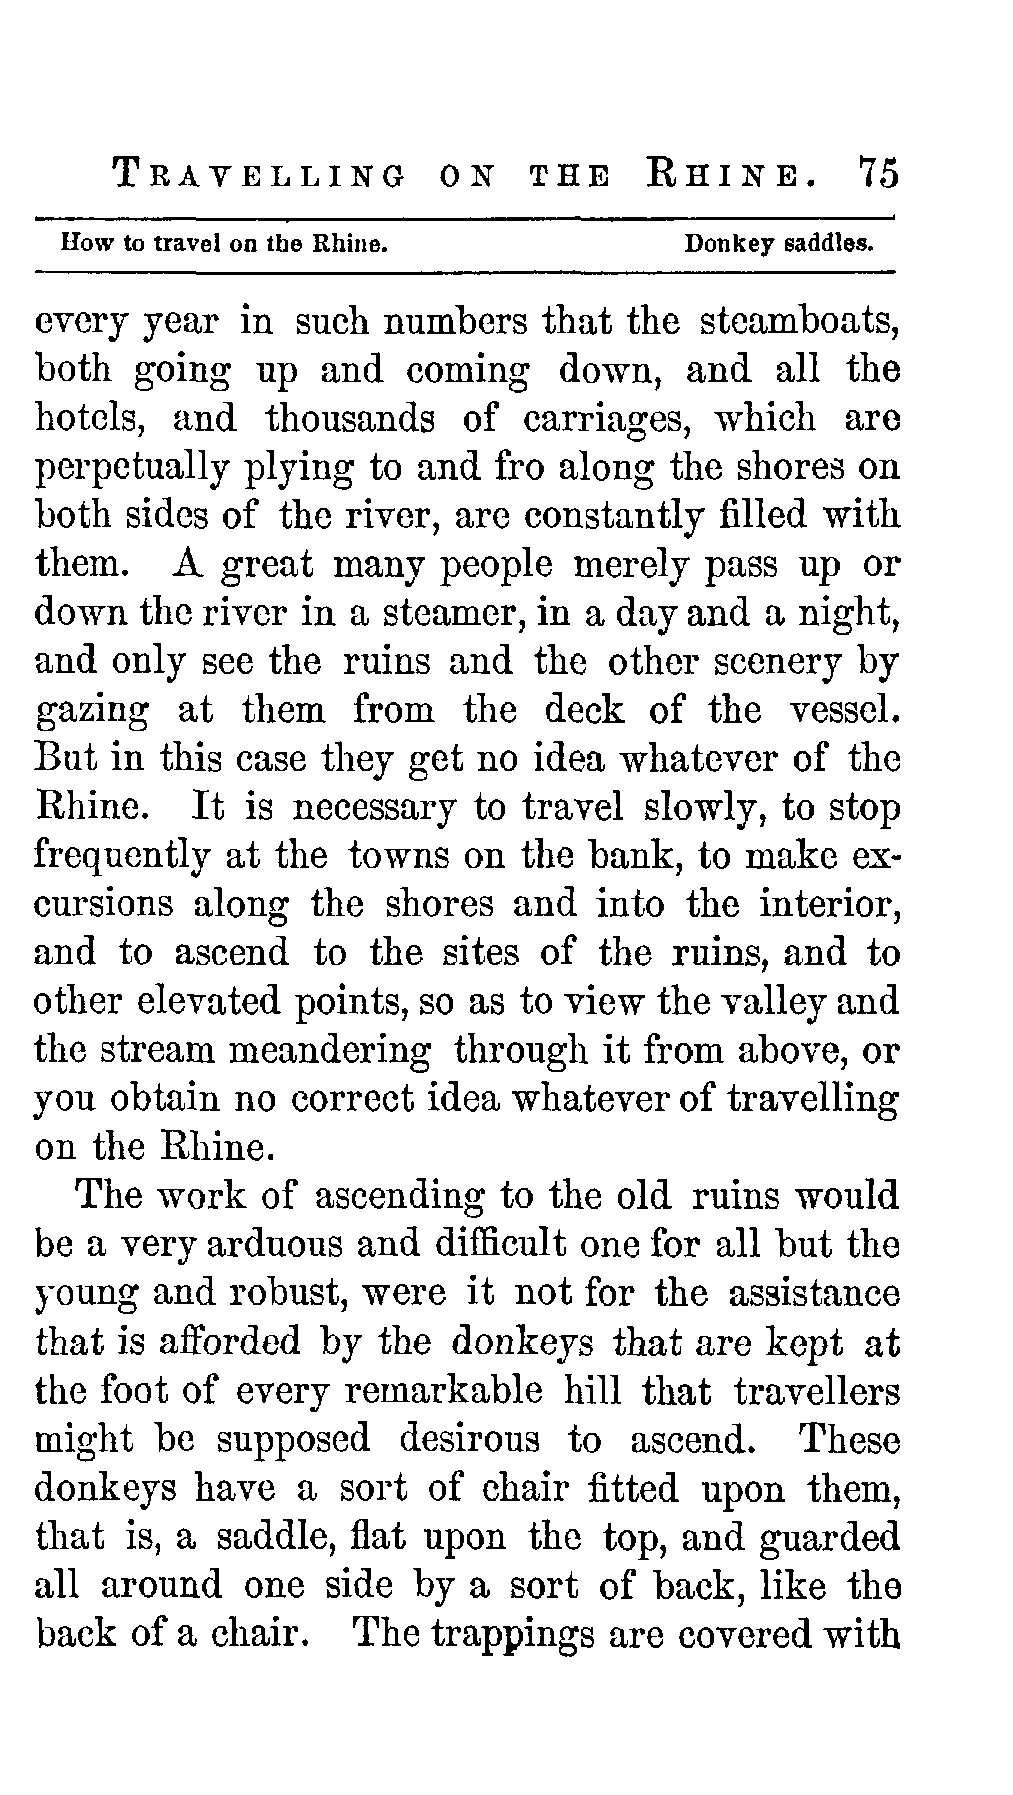 TRAVELLING ON THE RHINE. 75
How to travel on the Rhine. Donkey saddles.
every year in such numbers that the steamboats,
both going up and coming down, and all the
hotels, and thousands of carriages, which are
perpetually plying to and fro along the shores on
both sides of the river, are constantly filled with
them. A great many people merely pass up or
down the river in a steamer, in a day and a night,
and only see the ruins and the other scenery by
gazing at them from the deck of the vessel.
But in this case they get no idea whatever of the
Rhine. It is necessary to travel slowly, to stop
frequently at the towns on the bank, to make ex-
cursions along the shores and into the interior,
and to ascend to the sites of the ruins, and to
other elevated points, so as to view the valley and
the stream meandering through it from above, or
you obtain no correct idea whatever of travelling
on the Rhine.
The work of ascending to the old ruins would
be a very arduous and difficult one for all but the
young and robust, were it not for the assistance
that is afforded by the donkeys that are kept at
the foot of every remarkable hill that travellers
might be supposed desirous to ascend. These
donkeys have a sort of chair fitted upon them,
that is, a saddle, flat upon the top, and guarded
all around one side by a sort of back, like the
back of a chair. The trappings are covered with